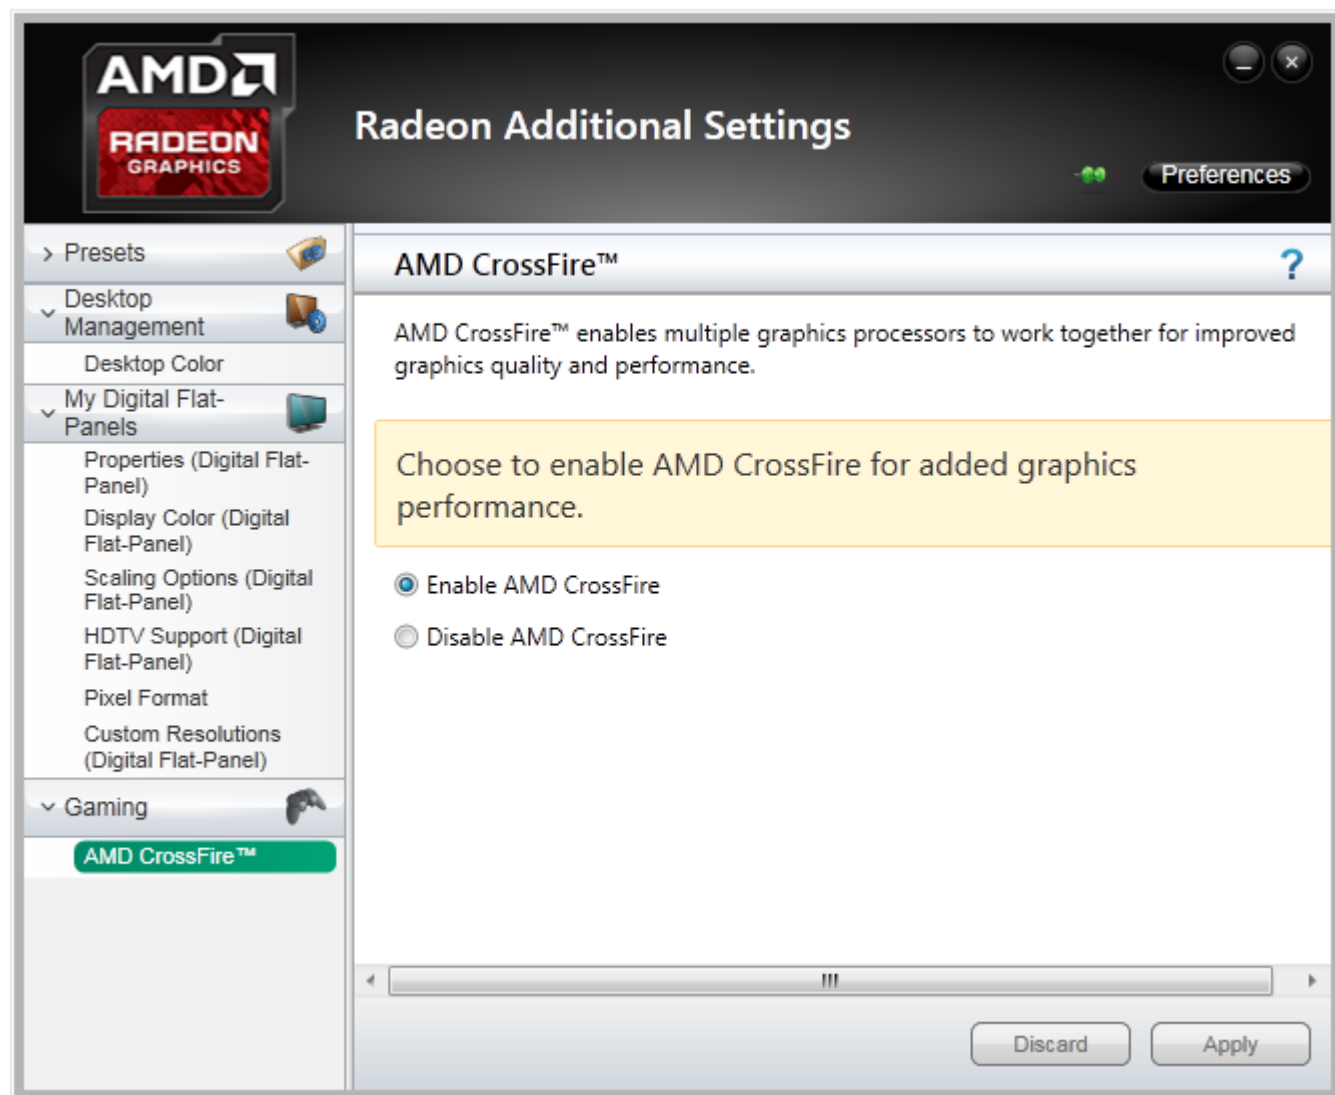 AMD
RADEON
GRAPHICS
Radeon Additional Settings
Preferences
Presets
Desktop
Management
Desktop Color
My Digital Flat-
Panels
Properties (Digital Flat-
Panel)
Display Color (Digital
Flat-Panel)
Scaling Options (Digital
Flat-Panel)
HDTV Support (Digital
Flat-Panel)
Pixel Format
Custom Resolutions
(Digital Flat-Panel)
Gaming
AMD CrossFire™
AMD CrossFire™
?
AMD CrossFire™ enables multiple graphics processors to work together for improved
graphics quality and performance.
Choose to enable AMD CrossFire for added graphics
performance.
Enable AMD CrossFire
Disable AMD CrossFire
Discard
Apply